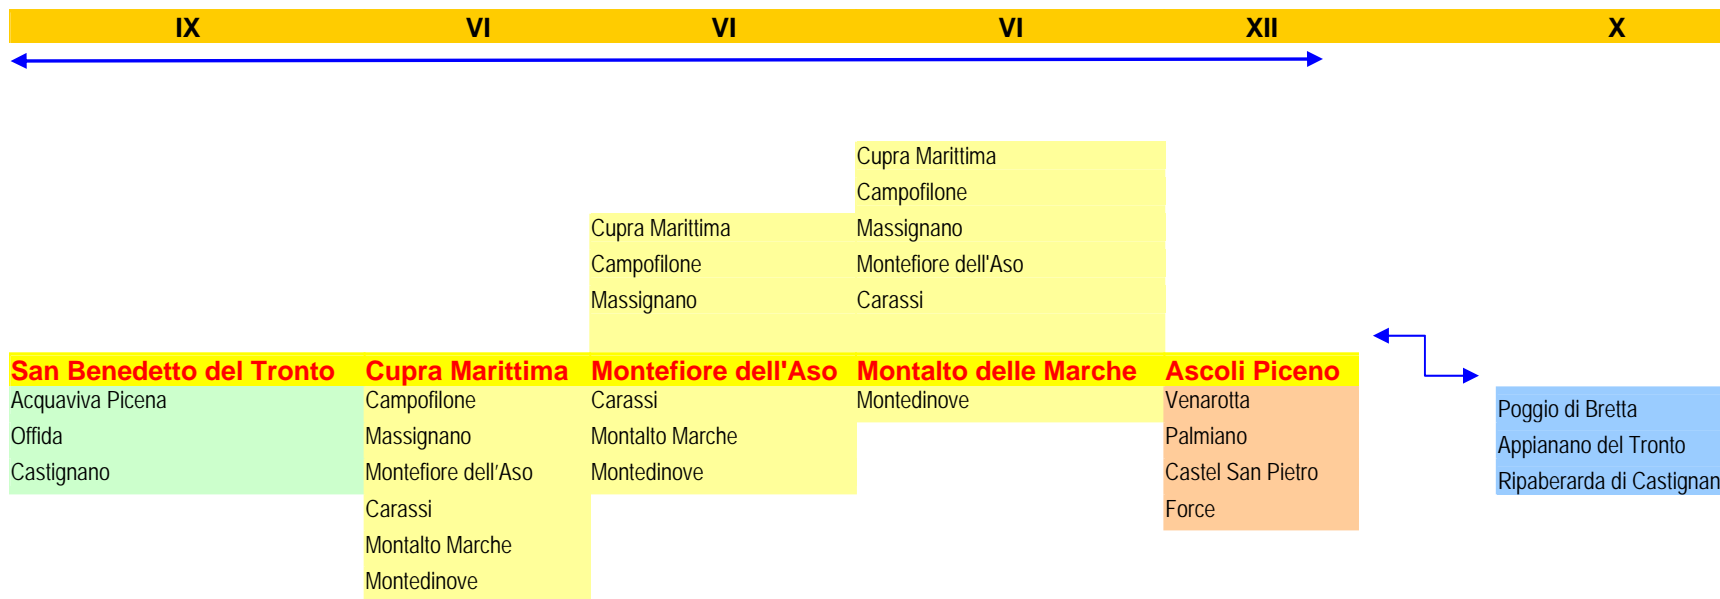 IX VI VI VI XII X
Cupra Marittima
Campofilone
Cupra Marittima Massignano
Campofilone Montefiore dell'Aso
Massignano Carassi
San Benedetto del Tronto Cupra Marittima Montefiore dell'Aso Montalto delle Marche Ascoli Piceno
Acquaviva Picena Campofilone Carassi Montedinove Venarotta Poggio di Bretta
Offida Massignano Montalto Marche Palmiano Appianano del Tronto
Castignano Montefiore dell'Aso Montedinove Castel San Pietro Ripaberarda di Castignan
Carassi Force
Montalto Marche
Montedinove